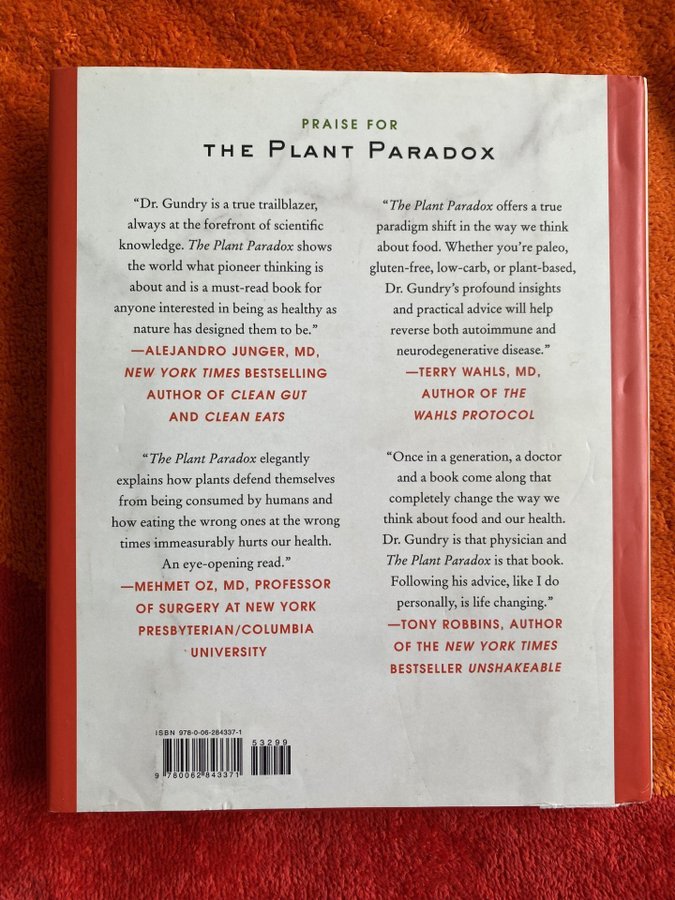 PRAISE FOR
THE PLANT PARADOX
“Dr. Gundry is a true trailblazer,
always at the forefront of scientific
knowledge. The Plant Paradox shows
the world what pioneer thinking is
about and is a must-read book for
anyone interested in being as healthy as
nature has designed them to be.”
—ALEJANDRO JUNGER, MD,
NEW YORK TIMES BESTSELLING
AUTHOR OF CLEAN GUT
AND CLEAN EATS
“The Plant Paradox elegantly
explains how plants defend themselves
from being consumed by humans and
how eating the wrong ones at the wrong
times immeasurably hurts our health.
An eye-opening read.”
—MEHMET OZ, MD, PROFESSOR
OF SURGERY AT NEW YORK
PRESBYTERIAN/COLUMBIA
UNIVERSITY
“The Plant Paradox offers a true
paradigm shift in the way we think
about food. Whether you’re paleo,
gluten-free, low-carb, or plant-based,
Dr. Gundry’s profound insights
and practical advice will help
reverse both autoimmune and
neurodegenerative disease.”
—TERRY WAHLS, MD,
AUTHOR OF THE
WAHLS PROTOCOL
“Once in a generation, a doctor
and a book come along that
completely change the way we
think about food and our health.
Dr. Gundry is that physician and
The Plant Paradox is that book.
Following his advice, like I do
personally, is life changing.”
—TONY ROBBINS, AUTHOR
OF THE NEW YORK TIMES
BESTSELLER UNSHAKEABLE
ISBN 978-0-06-284337-1
53299
9 780062 843371